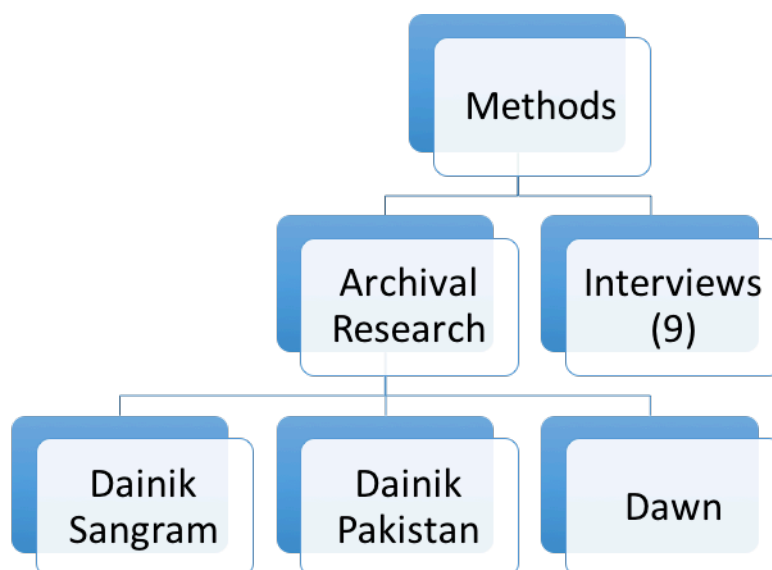 Methods
Archival
Research
Interviews
(9)
Dainik
Sangram
Dainik
Pakistan
Dawn